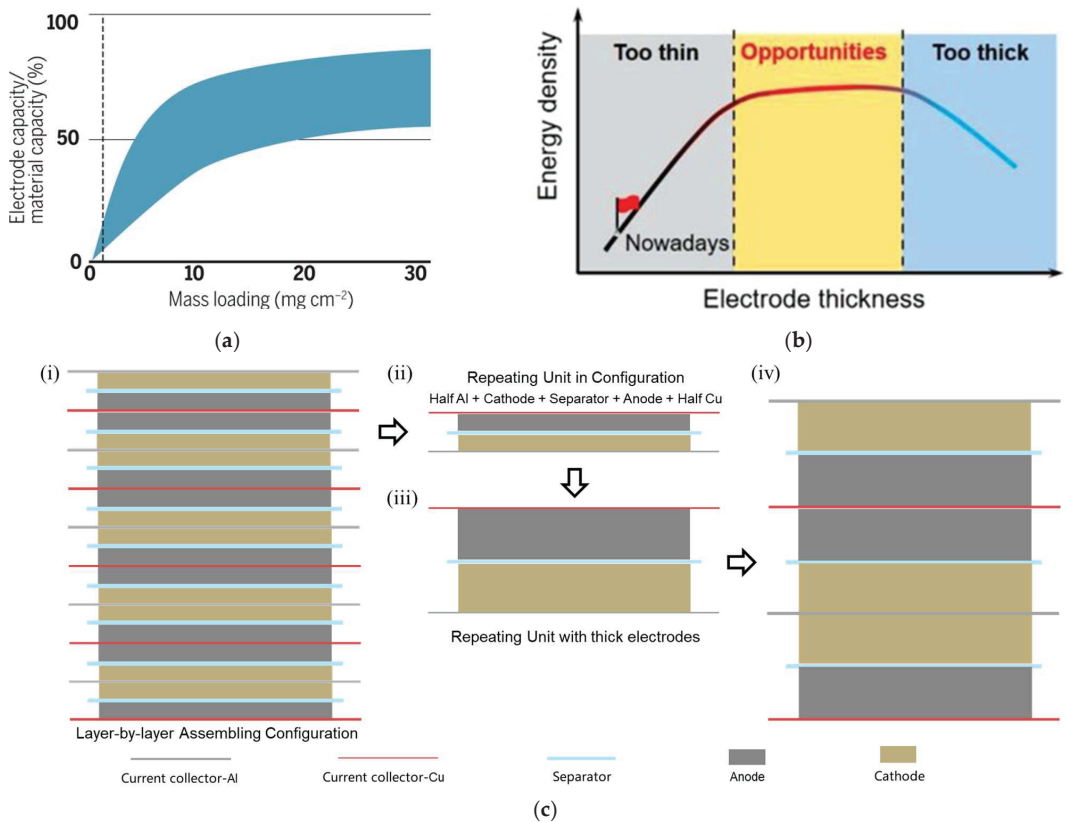 100
50
0
Electrode capacity/
material capacity (%)
0 10 20 30
Mass loading (mg cm⁻²)
(a)
Too thin Opportunities Too thick
Energy density
Nowadays
Electrode thickness
(b)
(i)
Layer-by-layer Assembling Configuration
(ii)
Repeating Unit in Configuration
Half Al + Cathode + Separator + Anode + Half Cu
(iii)
Repeating Unit with thick electrodes
(iv)
Current collector-Al Current collector-Cu Separator Anode Cathode
(c)